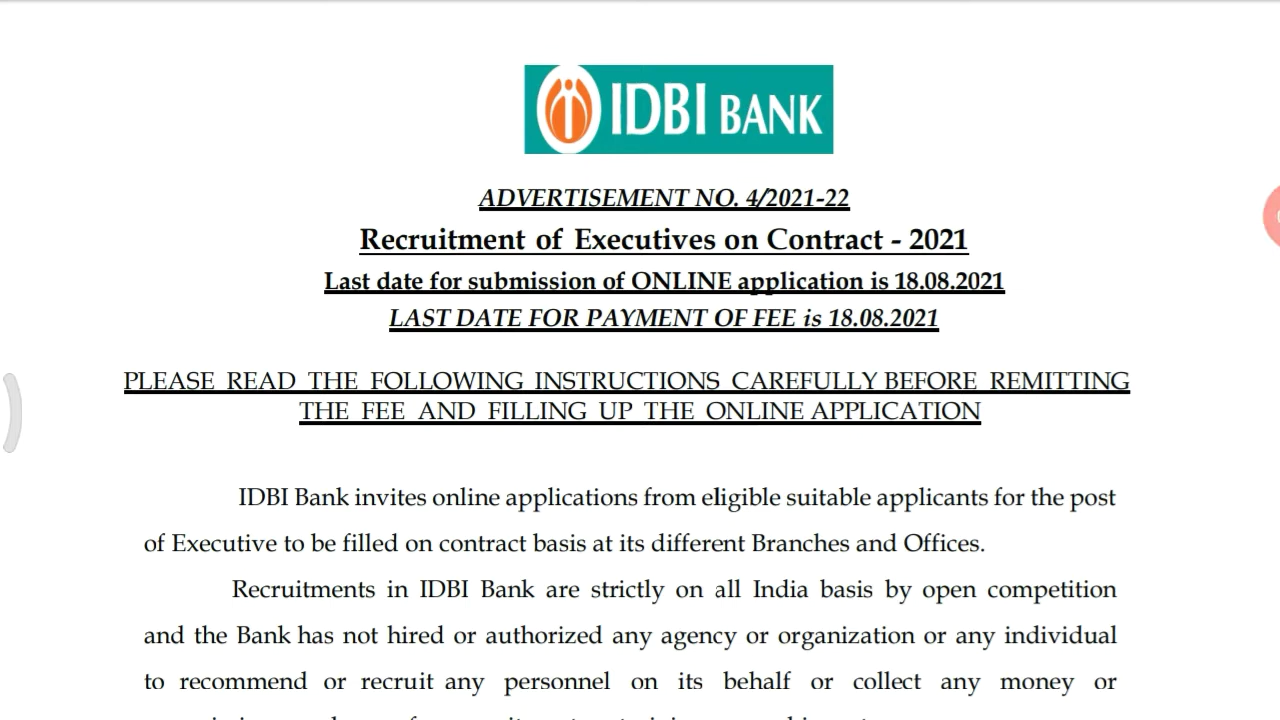 IDBI BANK
ADVERTISEMENT NO. 4/2021-22
Recruitment of Executives on Contract - 2021
Last date for submission of ONLINE application is 18.08.2021
LAST DATE FOR PAYMENT OF FEE is 18.08.2021
PLEASE READ THE FOLLOWING INSTRUCTIONS CAREFULLY BEFORE REMITTING
THE FEE AND FILLING UP THE ONLINE APPLICATION
IDBI Bank invites online applications from eligible suitable applicants for the post
of Executive to be filled on contract basis at its different Branches and Offices.
Recruitments in IDBI Bank are strictly on all India basis by open competition
and the Bank has not hired or authorized any agency or organization or any individual
to recommend or recruit any personnel on its behalf or collect any money or